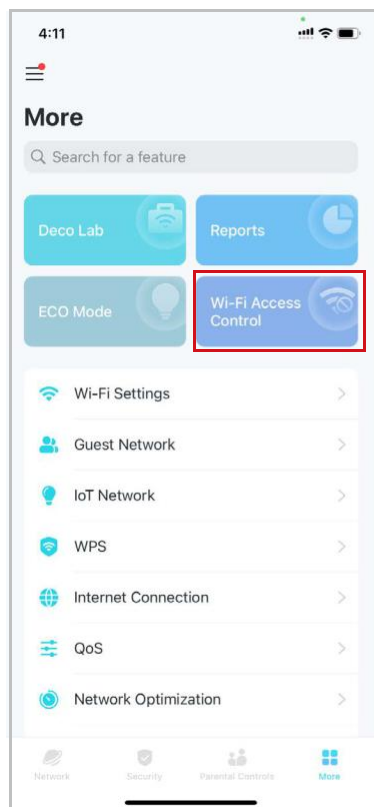 4:11
More
Search for a feature
Deco Lab
Reports
ECO Mode
Wi-Fi Access
Control
Wi-Fi Settings
Guest Network
IoT Network
WPS
Internet Connection
QoS
Network Optimization
Network
Security
Parental Controls
More